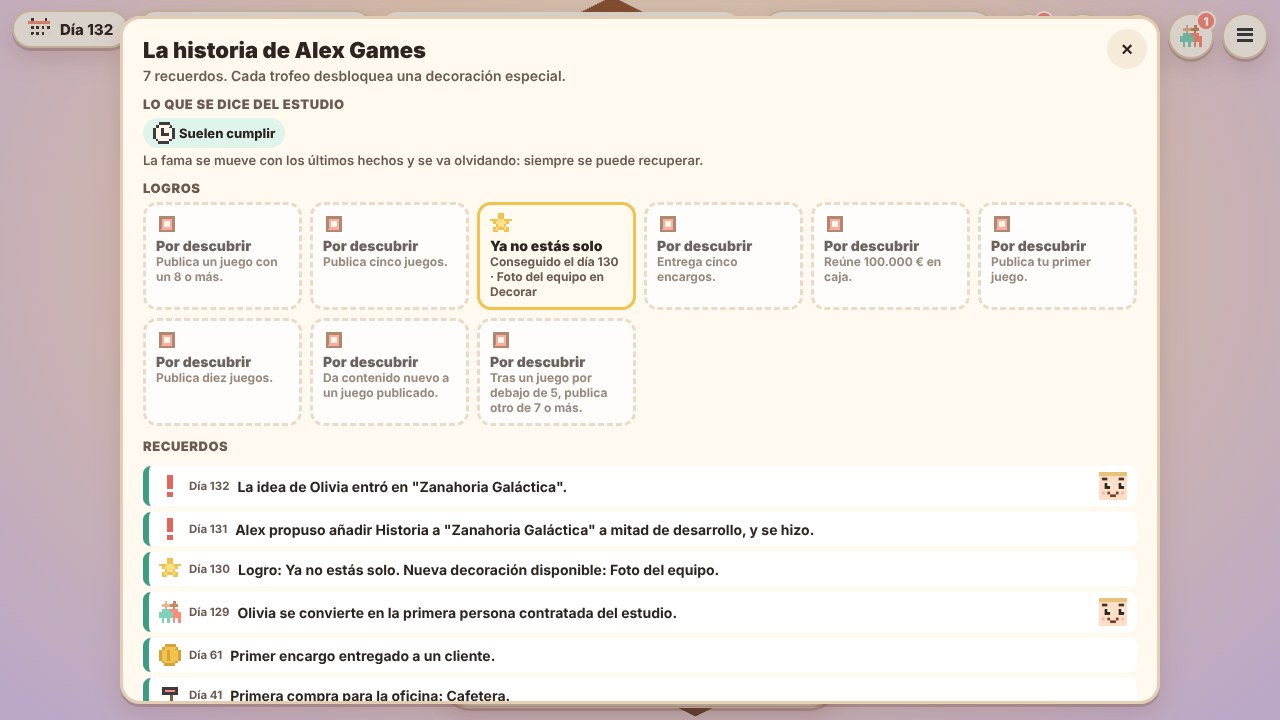 Día 132
1
La historia de Alex Games
7 recuerdos. Cada trofeo desbloquea una decoración especial.
LO QUE SE DICE DEL ESTUDIO
Suelen cumplir
La fama se mueve con los últimos hechos y se va olvidando: siempre se puede recuperar.
LOGROS
Por descubrir
Publica un juego con
un 8 o más.
Por descubrir
Publica cinco juegos.
Ya no estás solo
Conseguido el día 130
· Foto del equipo en
Decorar
Por descubrir
Entrega cinco
encargos.
Por descubrir
Reúne 100.000 € en
caja.
Por descubrir
Publica tu primer
juego.
Por descubrir
Publica diez juegos.
Por descubrir
Da contenido nuevo a
un juego publicado.
Por descubrir
Tras un juego por
debajo de 5, publica
otro de 7 o más.
RECUERDOS
Día 132 La idea de Olivia entró en "Zanahoria Galáctica".
Día 131 Alex propuso añadir Historia a "Zanahoria Galáctica" a mitad de desarrollo, y se hizo.
Día 130 Logro: Ya no estás solo. Nueva decoración disponible: Foto del equipo.
Día 129 Olivia se convierte en la primera persona contratada del estudio.
Día 61 Primer encargo entregado a un cliente.
Día 41 Primera compra para la oficina: Cafetera.